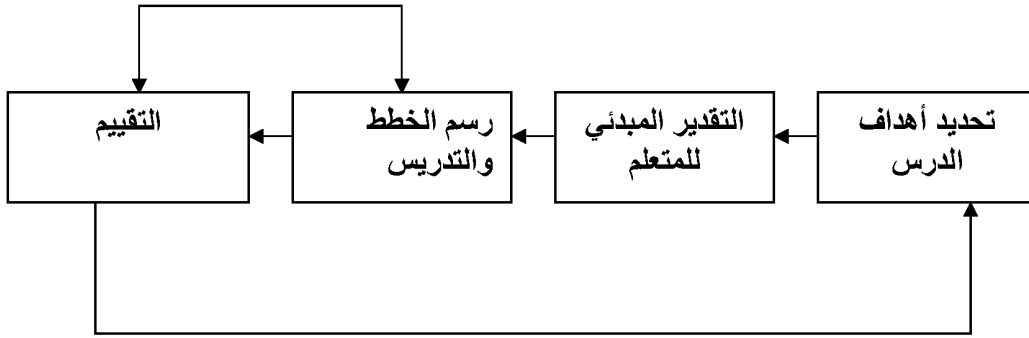 تحديد أهداف
الدرس
التقدير المبدئي
للمتعلم
رسم الخطط
والتدريس
التقييم